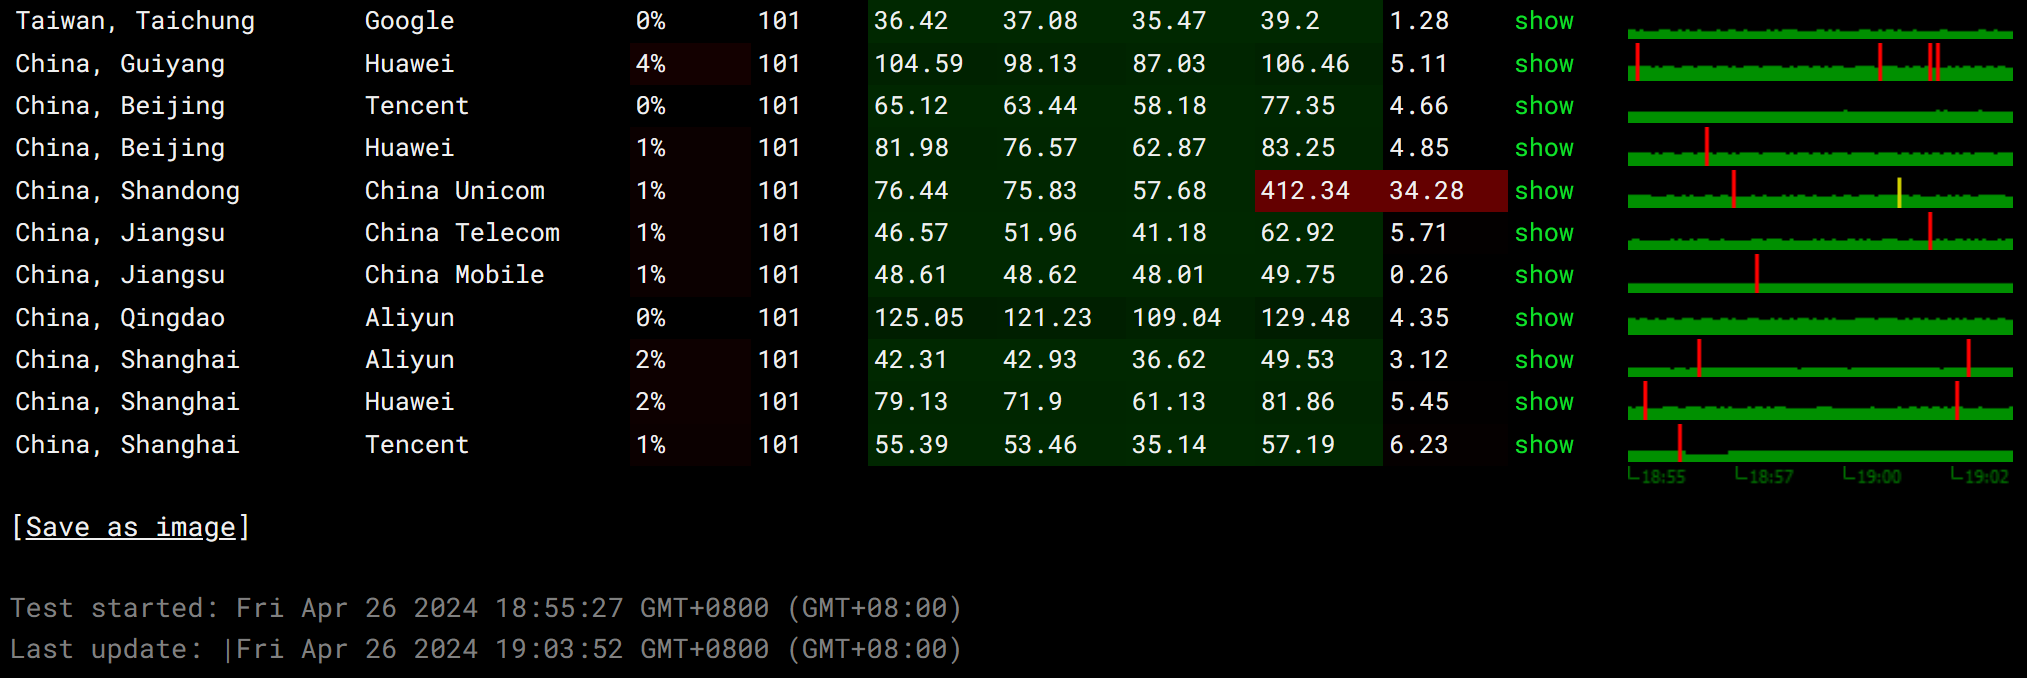 Taiwan, Taichung Google 0% 101 36.42 37.08 35.47 39.2 1.28 show
China, Guiyang Huawei 4% 101 104.59 98.13 87.03 106.46 5.11 show
China, Beijing Tencent 0% 101 65.12 63.44 58.18 77.35 4.66 show
China, Beijing Huawei 1% 101 81.98 76.57 62.87 83.25 4.85 show
China, Shandong China Unicom 1% 101 76.44 75.83 57.68 412.34 34.28 show
China, Jiangsu China Telecom 1% 101 46.57 51.96 41.18 62.92 5.71 show
China, Jiangsu China Mobile 1% 101 48.61 48.62 48.01 49.75 0.26 show
China, Qingdao Aliyun 0% 101 125.05 121.23 109.04 129.48 4.35 show
China, Shanghai Aliyun 2% 101 42.31 42.93 36.62 49.53 3.12 show
China, Shanghai Huawei 2% 101 79.13 71.9 61.13 81.86 5.45 show
China, Shanghai Tencent 1% 101 55.39 53.46 35.14 57.19 6.23 show
18:55 18:57 19:00 19:02
[Save as image]
Test started: Fri Apr 26 2024 18:55:27 GMT+0800 (GMT+08:00)
Last update: |Fri Apr 26 2024 19:03:52 GMT+0800 (GMT+08:00)